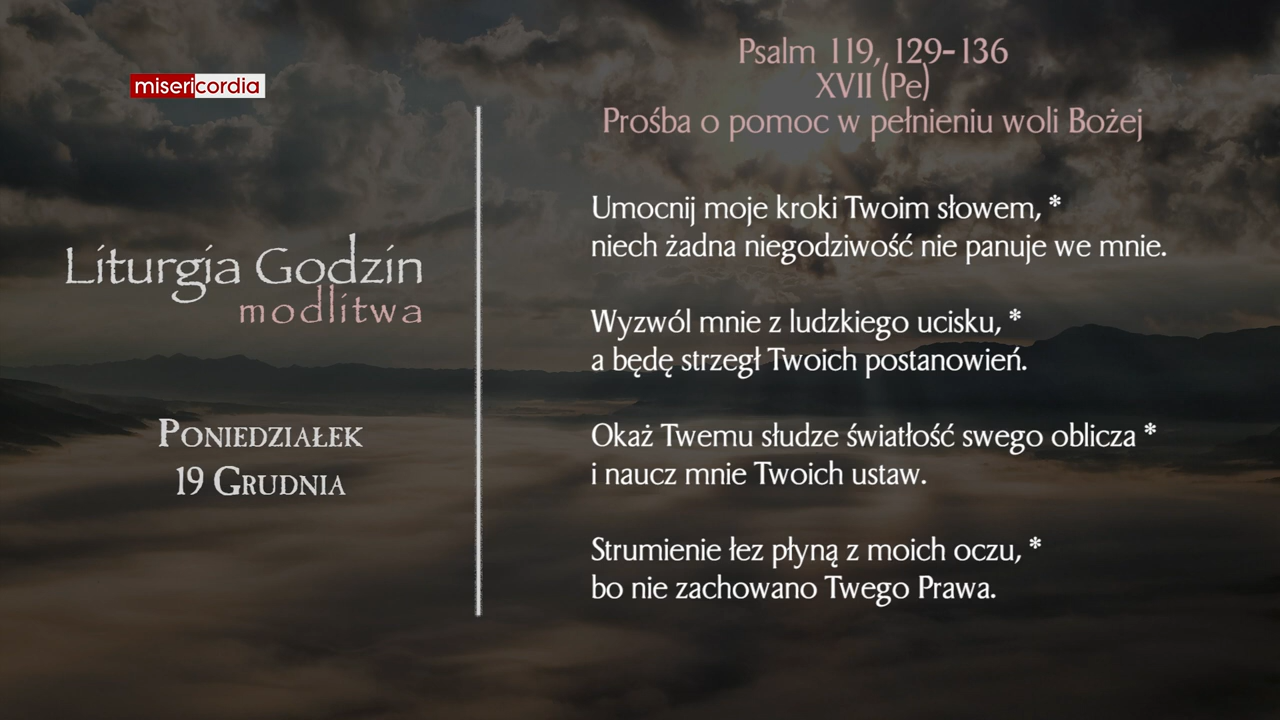 misericordia
Liturgia Godzin
modlitwa
Poniedziałek
19 Grudnia
Psalm 119, 129-136
XVII (Pe)
Prośba o pomoc w pełnieniu woli Bożej
Umocnij moje kroki Twoim słowem, *
niech żadna niegodziwość nie panuje we mnie.
Wyzwól mnie z ludzkiego ucisku, *
a będę strzegł Twoich postanowień.
Okaż Twemu słudze światłość swego oblicza *
i naucz mnie Twoich ustaw.
Strumienie łez płyną z moich oczu, *
bo nie zachowano Twego Prawa.